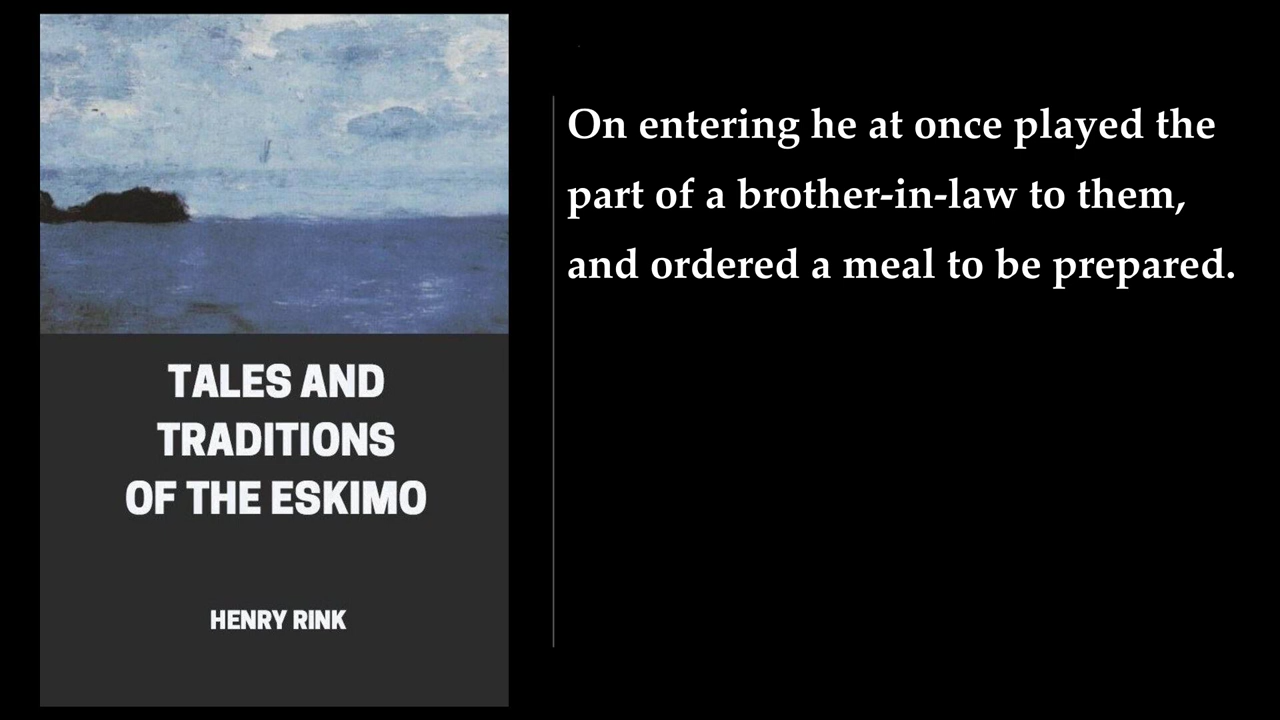 TALES AND
TRADITIONS
OF THE ESKIMO
HENRY RINK
On entering he at once played the
part of a brother-in-law to them,
and ordered a meal to be prepared.